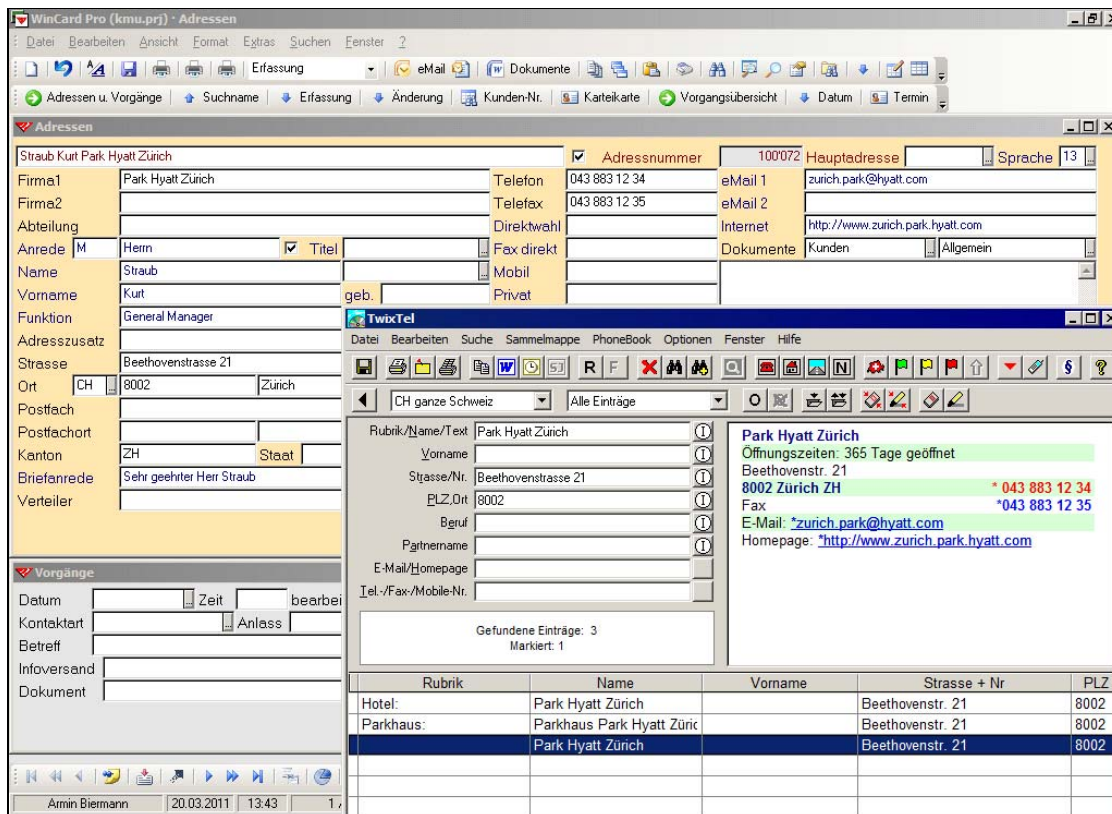 WinCard Pro (kmu.prj) - Adressen
Datei Bearbeiten Ansicht Format Extras Suchen Fenster ?
Erfassung eMail Dokumente
Adressen u. Vorgänge Suchname Erfassung Änderung Kunden-Nr. Karteikarte Vorgangsübersicht Datum Termin
Adressen
Straub Kurt Park Hyatt Zürich Adressnummer 100'072 Hauptadresse Sprache 13
Firma1 Park Hyatt Zürich Telefon 043 883 12 34 eMail 1 zurich.park@hyatt.com
Firma2 Telefax 043 883 12 35 eMail 2
Abteilung Direktwahl Internet http://www.zurich.park.hyatt.com
Anrede M Herrn Titel Fax direkt Dokumente Kunden Allgemein
Name Straub Mobil
Vorname Kurt geb. Privat
Funktion General Manager
Adresszusatz
Strasse Beethovenstrasse 21
Ort CH 8002 Zürich
Postfach
Postfachort
Kanton ZH Staat
Briefanrede Sehr geehrter Herr Straub
Verteiler
Vorgänge
Datum Zeit bearbei
Kontaktart Anlass
Betreff
Infoversand
Dokument
Armin Biermann 20.03.2011 13:43 1
TwixTel
Datei Bearbeiten Suche Sammelmappe PhoneBook Optionen Fenster Hilfe
W 53 R F N § ?
CH ganze Schweiz Alle Einträge O
Rubrik/Name/Text Park Hyatt Zürich
Vorname
Strasse/Nr. Beethovenstrasse 21
PLZ,Ort 8002
Beruf
Partnername
E-Mail/Homepage
Tel.-/Fax-/Mobile-Nr.
Gefundene Einträge: 3
Markiert: 1
Park Hyatt Zürich
Öffnungszeiten: 365 Tage geöffnet
Beethovenstr. 21
8002 Zürich ZH * 043 883 12 34
Fax *043 883 12 35
E-Mail: *zurich.park@hyatt.com
Homepage: *http://www.zurich.park.hyatt.com
Rubrik Name Vorname Strasse + Nr PLZ
Hotel: Park Hyatt Zürich Beethovenstr. 21 8002
Parkhaus: Parkhaus Park Hyatt Züric Beethovenstr. 21 8002
Park Hyatt Zürich Beethovenstr. 21 8002